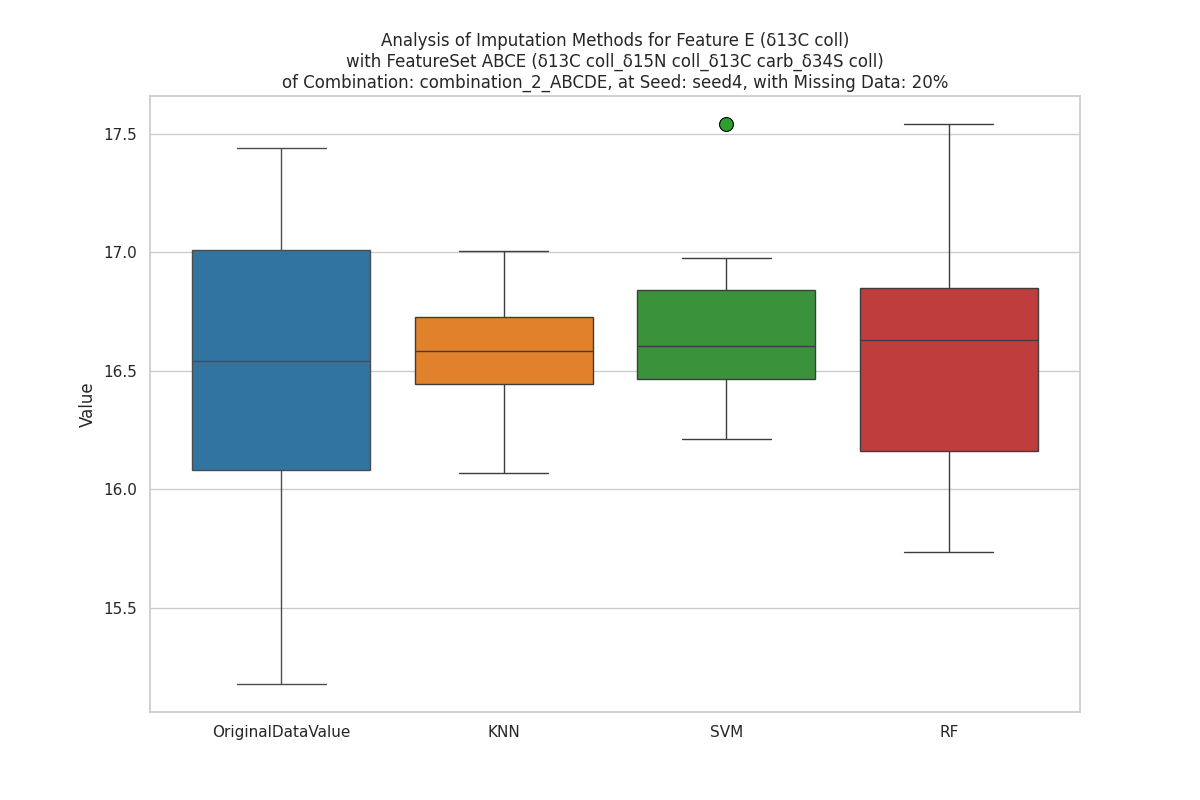 Analysis of Imputation Methods for Feature E (δ13C coll)
with FeatureSet ABCE (δ13C coll_δ15N coll_δ13C carb_δ34S coll)
of Combination: combination_2_ABCDE, at Seed: seed4, with Missing Data: 20%
17.5
17.0
16.5
16.0
15.5
Value
OriginalDataValue
KNN
SVM
RF